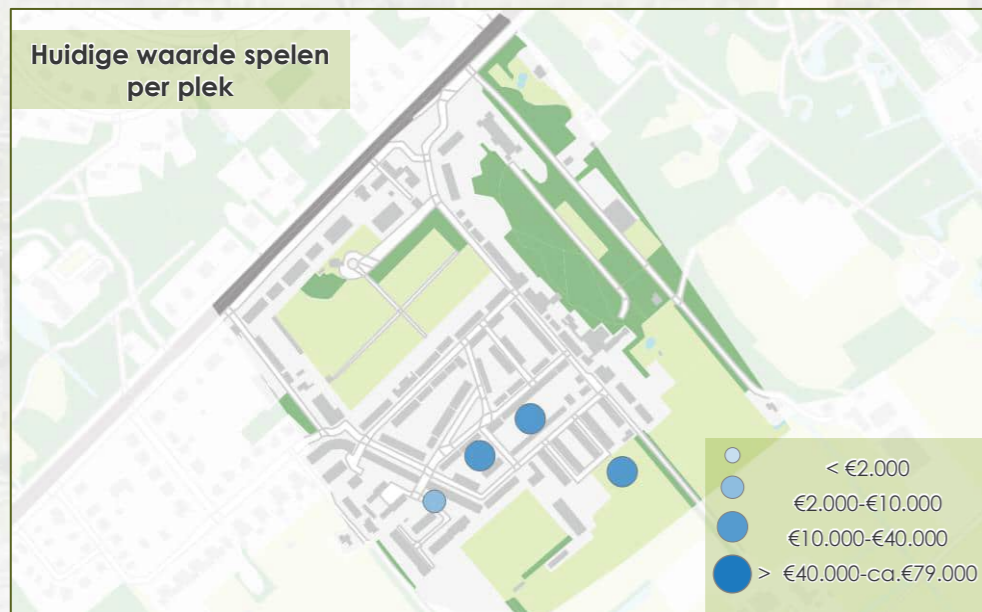 Huidige waarde spelen
per plek
< €2.000
€2.000-€10.000
€10.000-€40.000
> €40.000-ca.€79.000